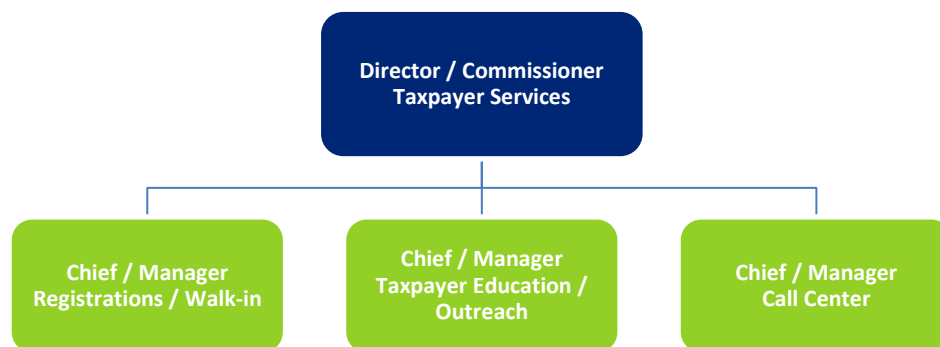 Director / Commissioner
Taxpayer Services
Chief / Manager
Registrations / Walk-in
Chief / Manager
Taxpayer Education /
Outreach
Chief / Manager
Call Center